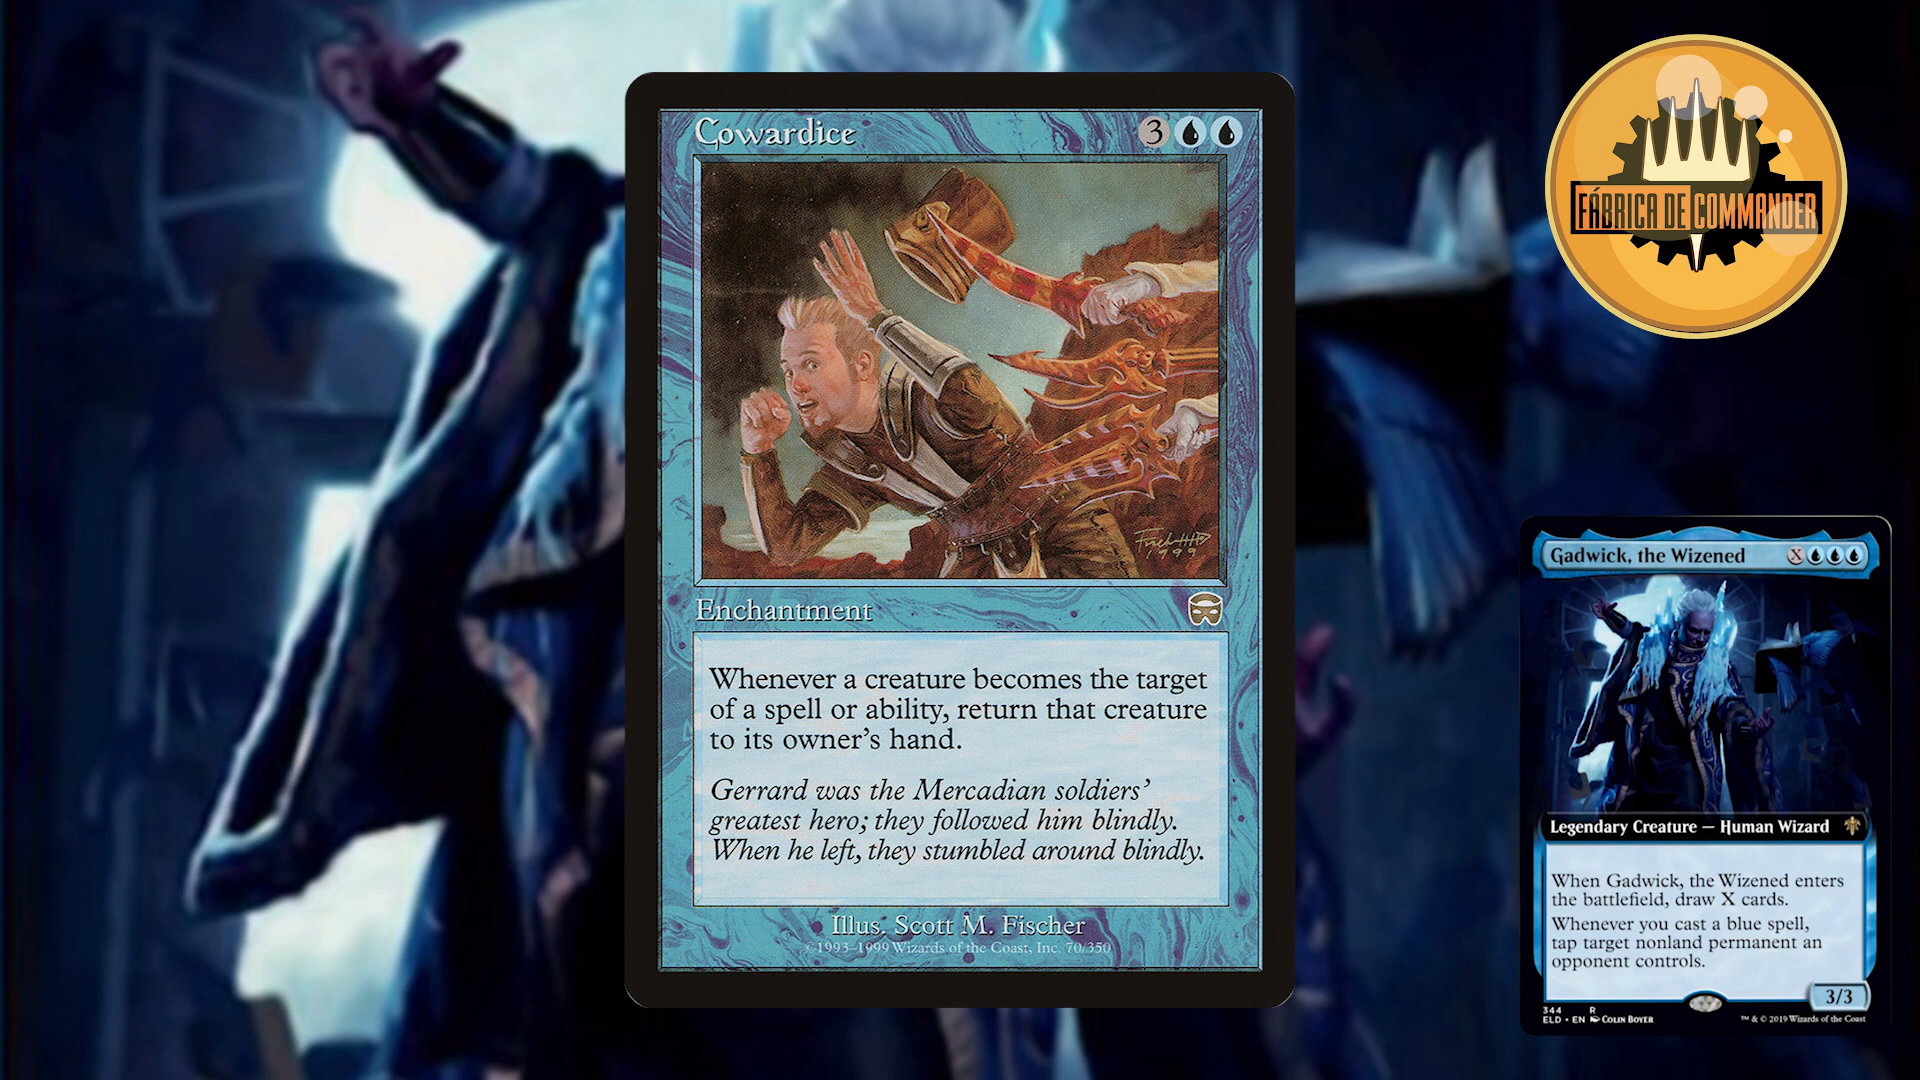 Cowardice 3
Fischer
1999
Enchantment
Whenever a creature becomes the target
of a spell or ability, return that creature
to its owner's hand.
Gerrard was the Mercadian soldiers'
greatest hero; they followed him blindly.
When he left, they stumbled around blindly.
Illus. Scott M. Fischer
©1993–1999 Wizards of the Coast, Inc. 70/350
FÁBRICA DE COMMANDER
Gadwick, the Wizened X
Legendary Creature — Human Wizard
When Gadwick, the Wizened enters
the battlefield, draw X cards.
Whenever you cast a blue spell,
tap target nonland permanent an
opponent controls.
3/3
344 R
ELD • EN COLIN BOYER
™ & © 2019 Wizards of the Coast